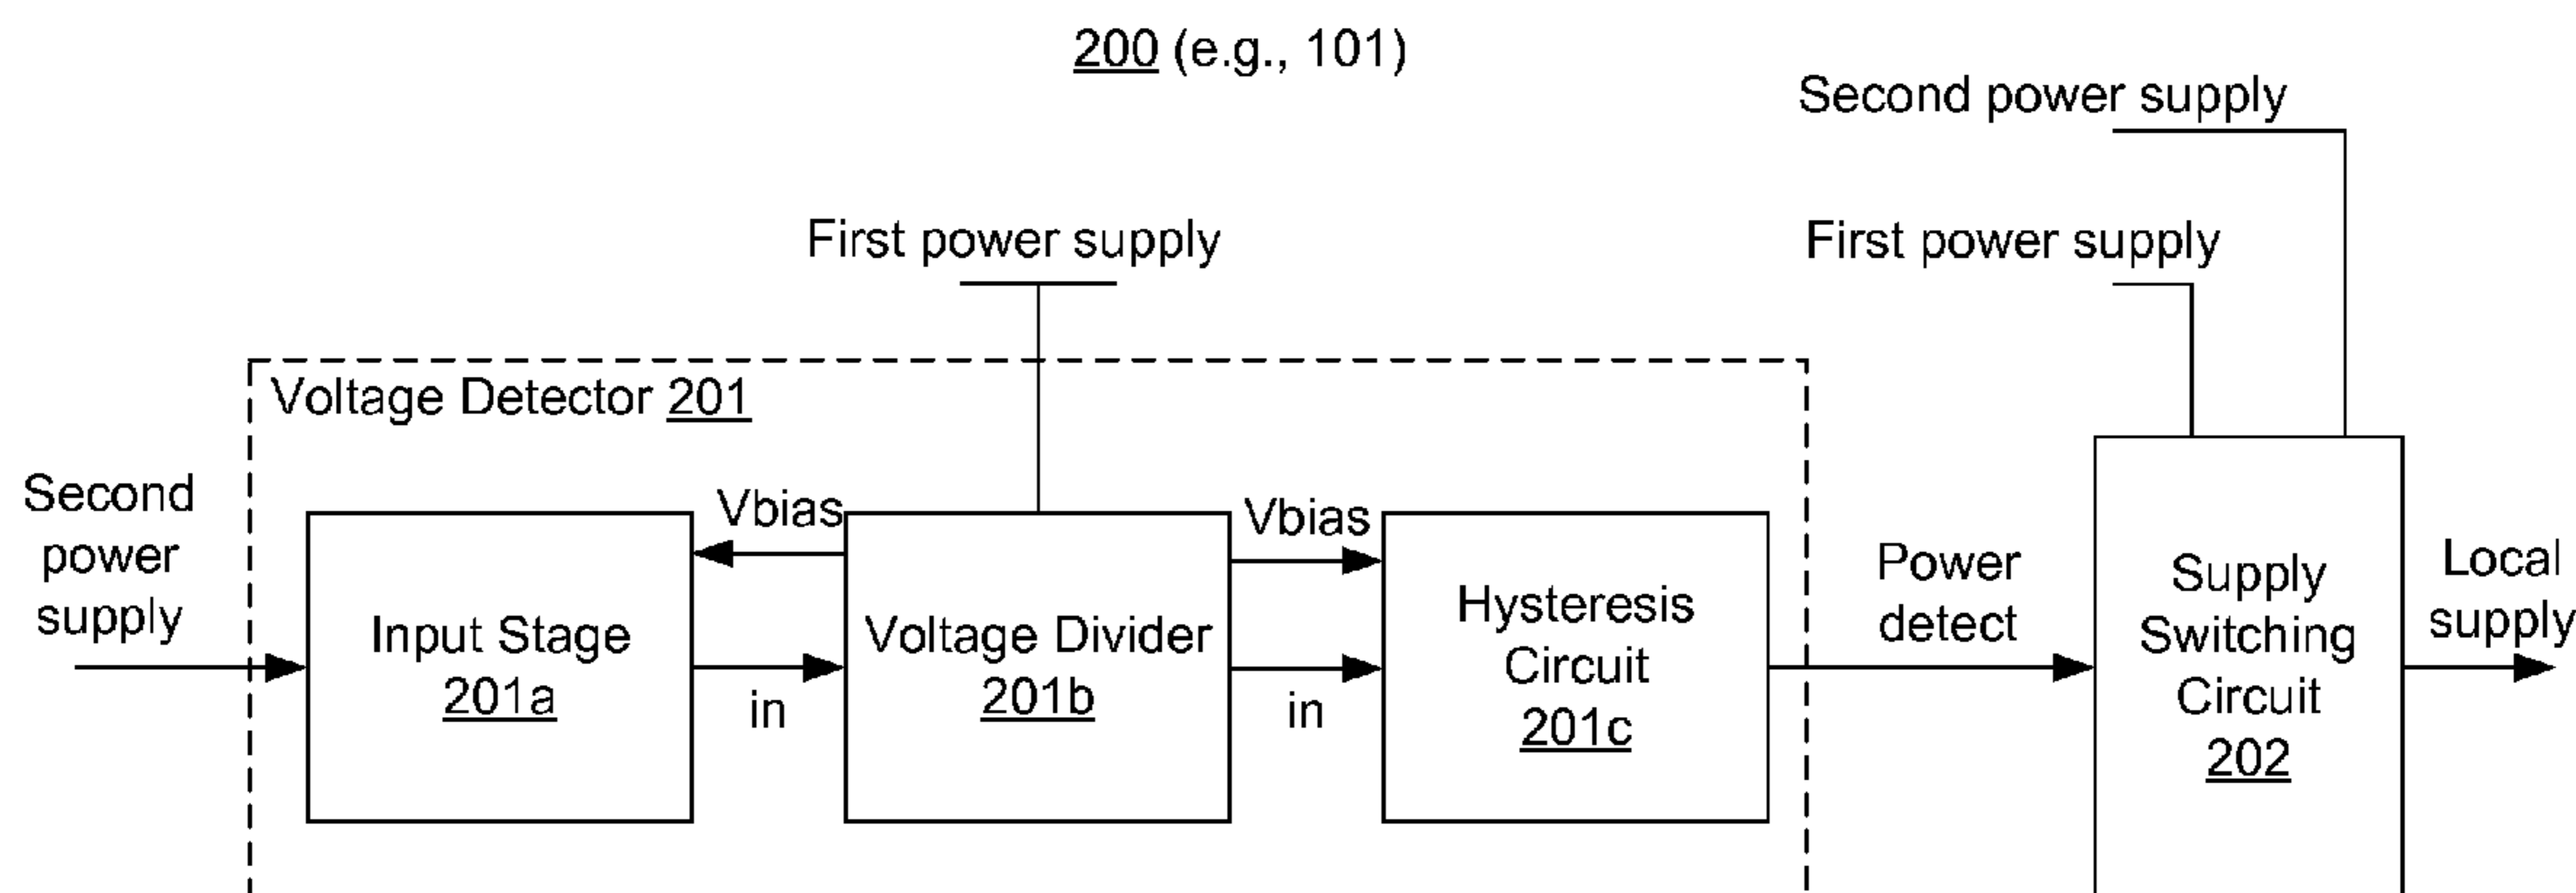 200 (e.g., 101)
Second power supply
First power supply
First power supply
Voltage Detector 201
Second
power
supply
Vbias
Vbias
Input Stage
201a
in
Voltage Divider
201b
in
Hysteresis
Circuit
201c
Power
detect
Supply
Switching
Circuit
202
Local
supply